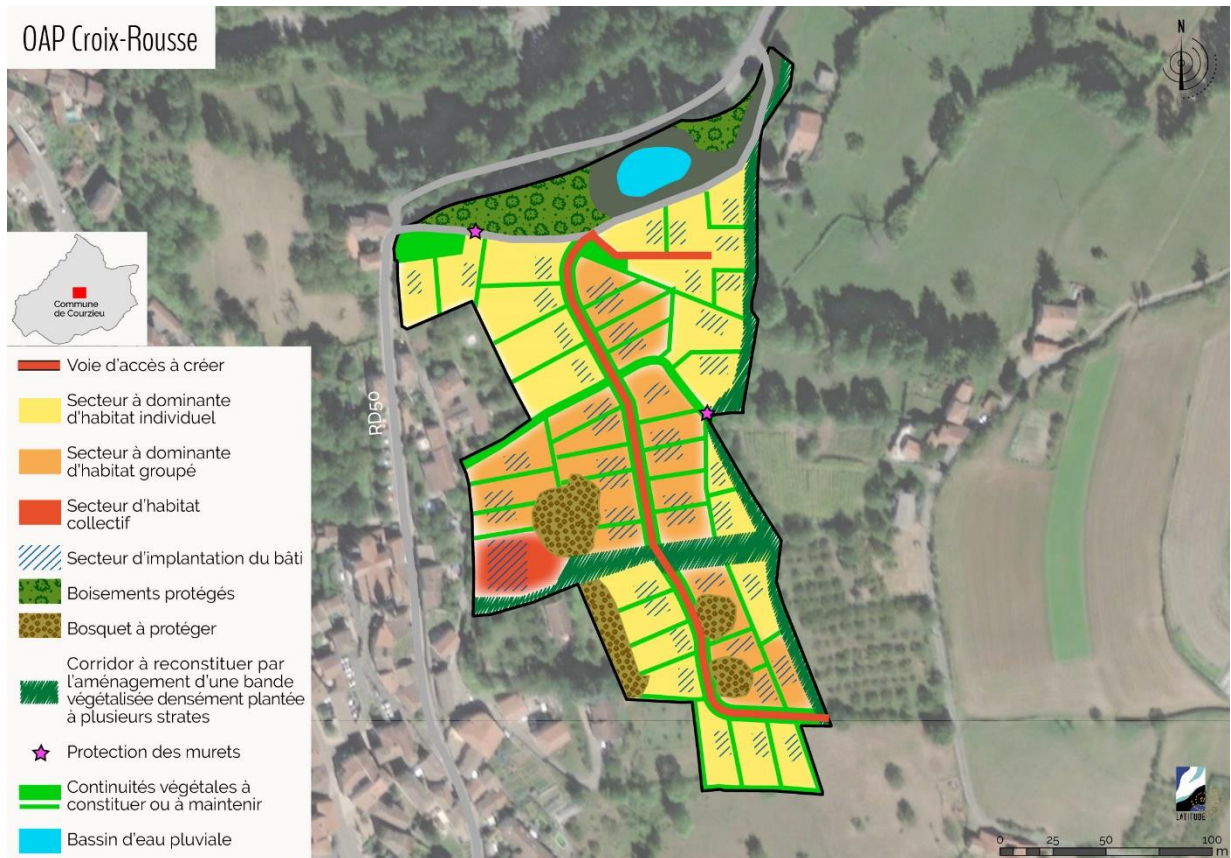 OAP Croix-Rousse
N
Commune
de Courzieu
RD50
Voie d'accès à créer
Secteur à dominante
d'habitat individuel
Secteur à dominante
d'habitat groupé
Secteur d'habitat
collectif
Secteur d'implantation du bâti
Boisements protégés
Bosquet à protéger
Corridor à reconstituer par
l'aménagement d'une bande
végétalisée densément plantée
à plusieurs strates
Protection des murets
Continuités végétales à
constituer ou à maintenir
Bassin d'eau pluviale
LATITUDE
0 25 50 100
m